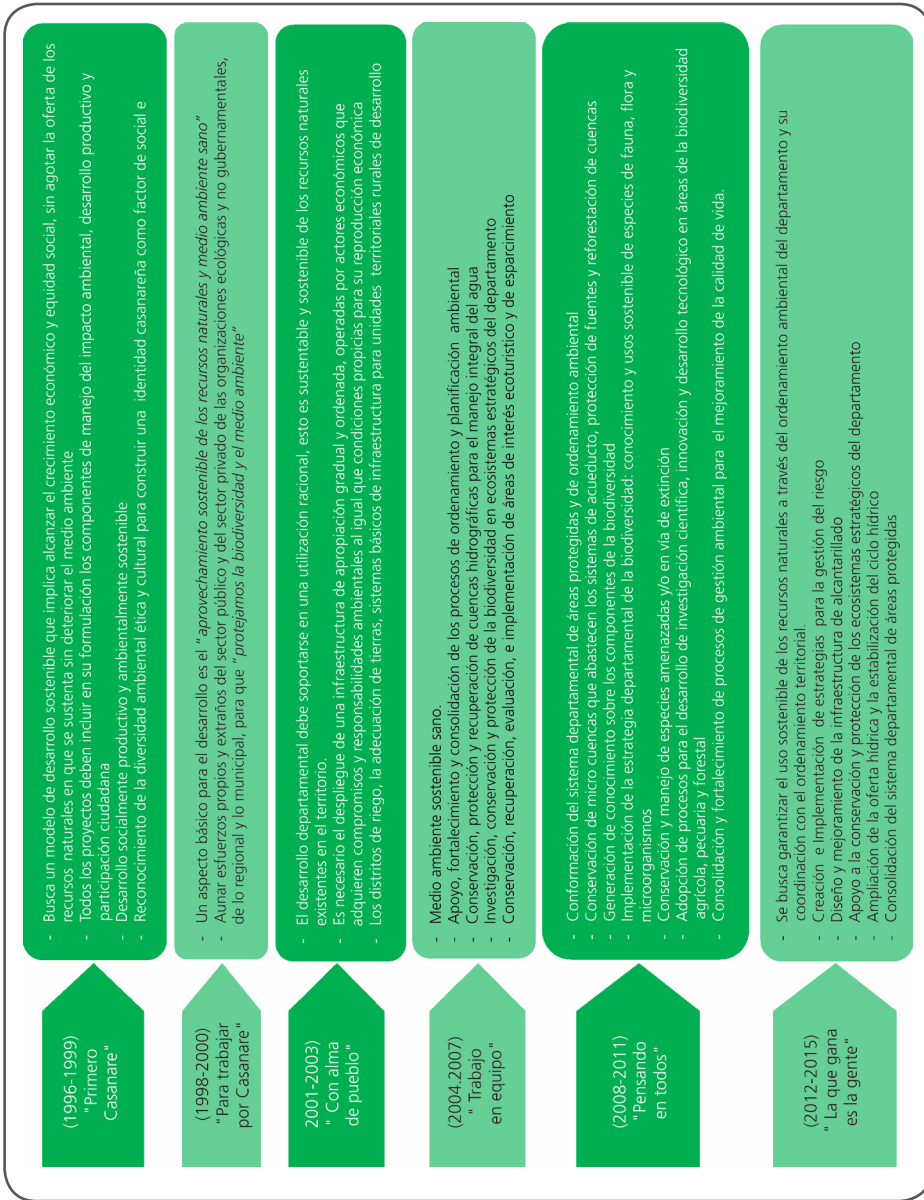 (1996-1999)
"Primero
Casanare"
- Busca un modelo de desarrollo sostenible que implica alcanzar el crecimiento económico y equidad social, sin agotar la oferta de los
recursos naturales en que se sustenta sin deteriorar el medio ambiente
- Todos los proyectos deben incluir en su formulación los componentes de manejo del impacto ambiental, desarrollo productivo y
participación ciudadana
- Desarrollo socialmente productivo y ambientalmente sostenible
- Reconocimiento de la diversidad ambiental ética y cultural para construir una identidad casanareña como factor de social e
(1998-2000)
"Para trabajar
por Casanare"
- Un aspecto básico para el desarrollo es el "aprovechamiento sostenible de los recursos naturales y medio ambiente sano"
- Aunar esfuerzos propios y extraños del sector público y del sector privado de las organizaciones ecológicas y no gubernamentales,
de lo regional y lo municipal, para que "protejamos la biodiversidad y el medio ambiente"
2001-2003)
" Con alma
de pueblo"
- El desarrollo departamental debe soportarse en una utilización racional, esto es sustentable y sostenible de los recursos naturales
existentes en el territorio.
- Es necesario el despliegue de una infraestructura de apropiación gradual y ordenada, operadas por actores económicos que
adquieren compromisos y responsabilidades ambientales al igual que condiciones propicias para su reproducción económica
- Los distritos de riego, la adecuación de tierras, sistemas básicos de infraestructura para unidades territoriales rurales de desarrollo
(2004.2007)
" Trabajo
en equipo"
- Medio ambiente sostenible sano.
- Apoyo, fortalecimiento y consolidación de los procesos de ordenamiento y planificación ambiental
- Conservación, protección y recuperación de cuencas hidrográficas para el manejo integral del agua
- Investigación, conservación y protección de la biodiversidad en ecosistemas estratégicos del departamento
- Conservación, recuperación, evaluación, e implementación de áreas de interés ecoturístico y de esparcimiento
(2008-2011)
"Pensando
en todos"
- Conformación del sistema departamental de áreas protegidas y de ordenamiento ambiental
- Conservación de micro cuencas que abastecen los sistemas de acueducto, protección de fuentes y reforestación de cuencas
- Generación de conocimiento sobre los componentes de la biodiversidad
- Implementación de la estrategia departamental de la biodiversidad: conocimiento y usos sostenible de especies de fauna, flora y
microorganismos
- Conservación y manejo de especies amenazadas y/o en vía de extinción
- Adopción de procesos para el desarrollo de investigación científica, innovación y desarrollo tecnológico en áreas de la biodiversidad
agrícola, pecuaria y forestal
- Consolidación y fortalecimiento de procesos de gestión ambiental para el mejoramiento de la calidad de vida.
(2012-2015)
" La que gana
es la gente"
- Se busca garantizar el uso sostenible de los recursos naturales a través del ordenamiento ambiental del departamento y su
coordinación con el ordenamiento territorial.
- Creación e Implementación de estrategias para la gestión del riesgo
- Diseño y mejoramiento de la infraestructura de alcantarillado
- Apoyo a la conservación y protección de los ecosistemas estratégicos del departamento
- Ampliación de la oferta hídrica y la estabilización del ciclo hídrico
- Consolidación del sistema departamental de áreas protegidas